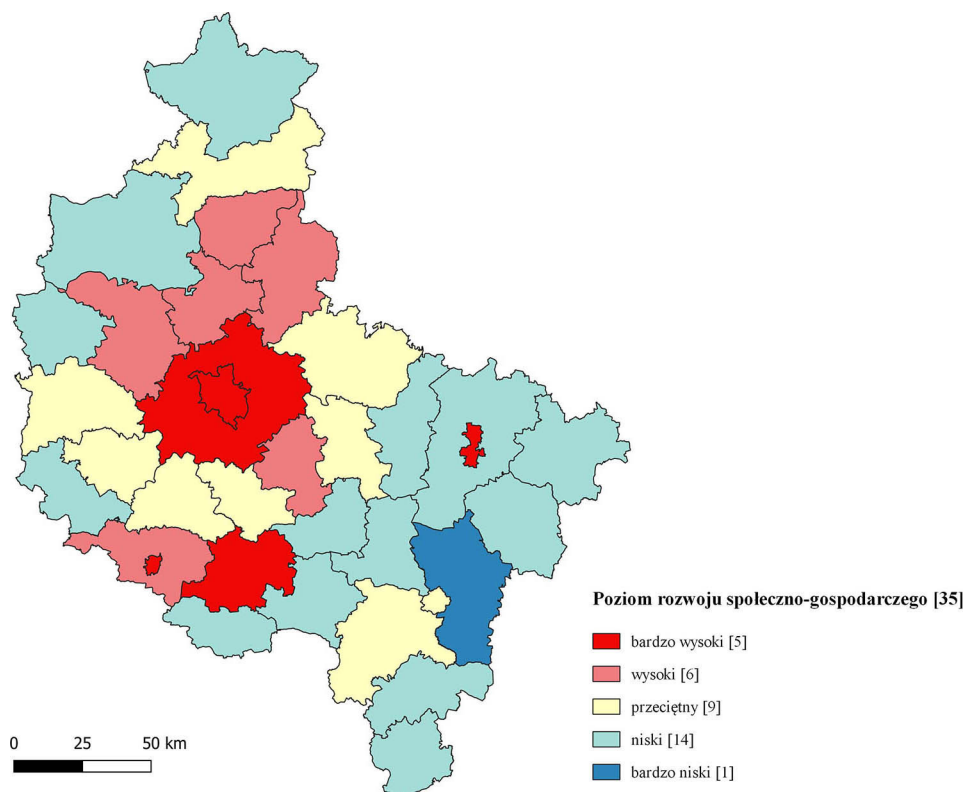 Poziom rozwoju społeczno-gospodarczego [35]
bardzo wysoki [5]
wysoki [6]
przeciętny [9]
niski [14]
bardzo niski [1]
0 25 50 km